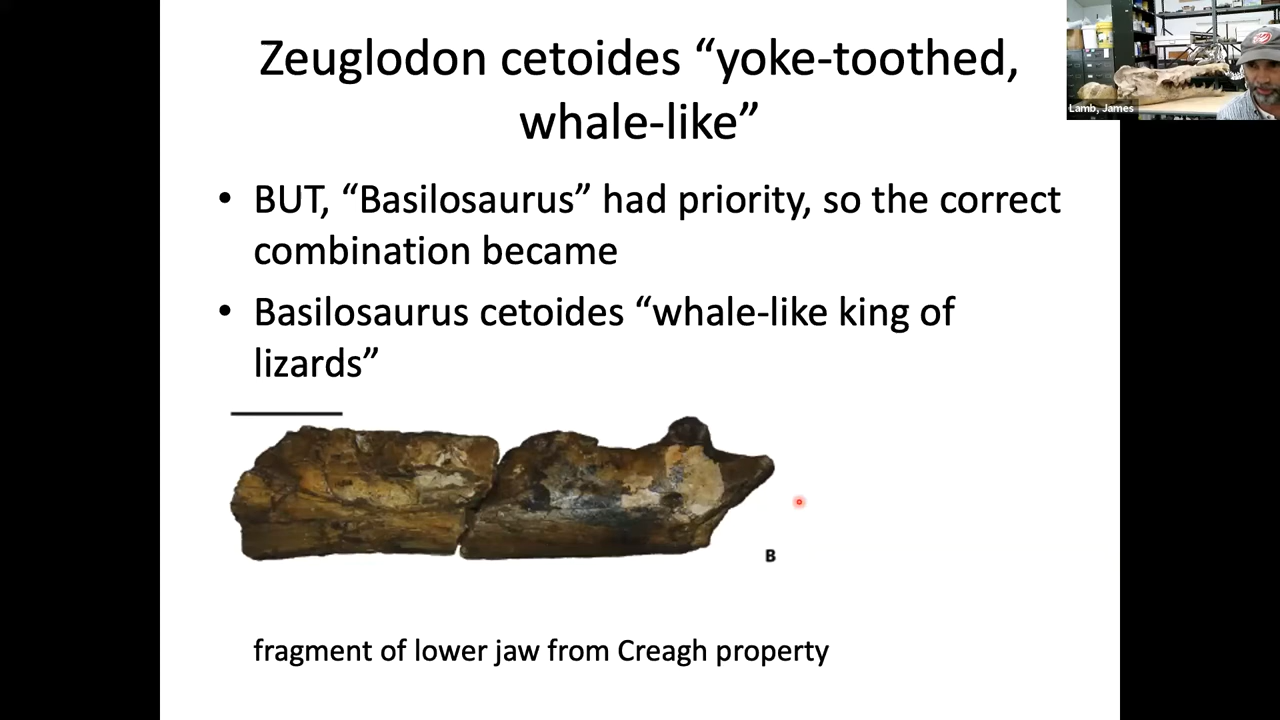 Zeuglodon cetoides “yoke-toothed,
whale-like”
Lamb, James
• BUT, “Basilosaurus” had priority, so the correct
combination became
• Basilosaurus cetoides “whale-like king of
lizards”
B
fragment of lower jaw from Creagh property